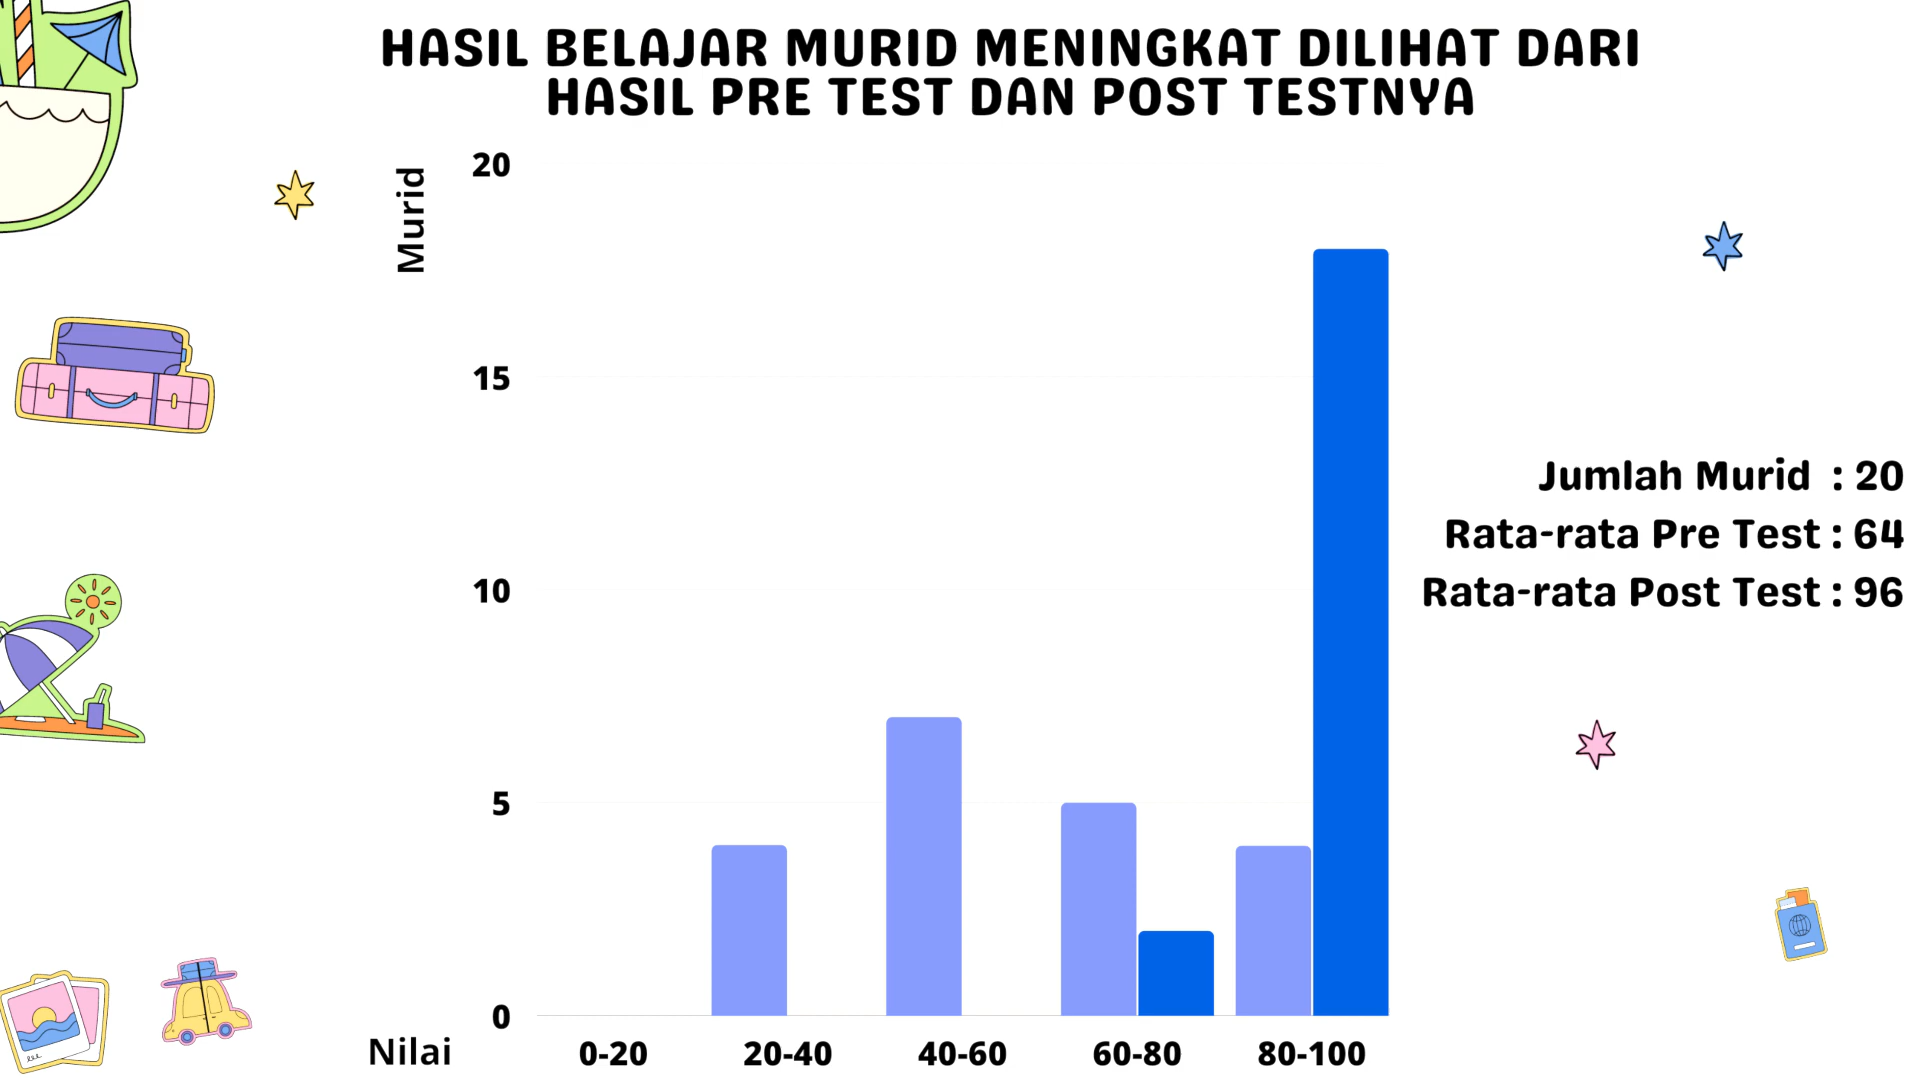 HASIL BELAJAR MURID MENINGKAT DILIHAT DARI
HASIL PRE TEST DAN POST TESTNYA
Murid
20
15
10
5
0
Jumlah Murid : 20
Rata-rata Pre Test : 64
Rata-rata Post Test : 96
Nilai
0-20
20-40
40-60
60-80
80-100